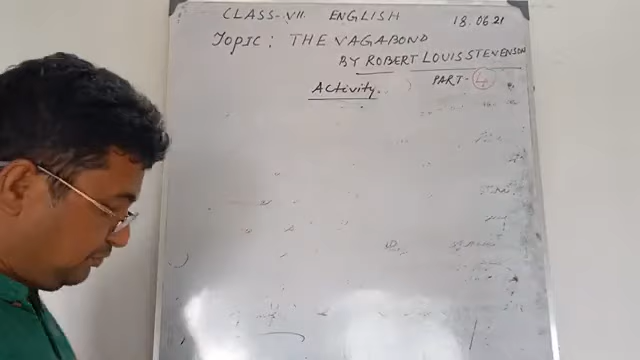 CLASS-VII ENGLISH 18.06.21
TOPIC: THE VAGABOND
BY ROBERT LOUIS STEVENSON
Activity. PART-4